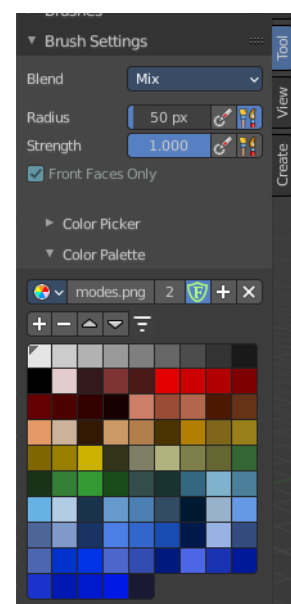 Brushes
Brush Settings
Blend
Mix
Radius
50 px
Strength
1.000
Front Faces Only
Color Picker
Color Palette
modes.png
2
F
Tool
View
Create